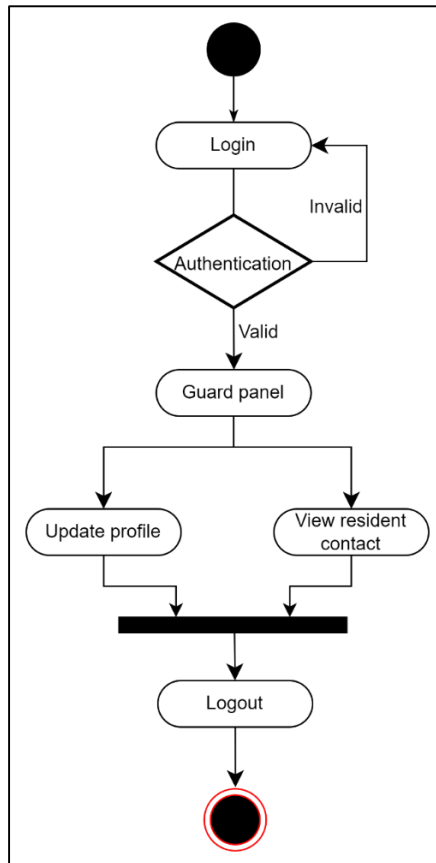 Login
Invalid
Authentication
Valid
Guard panel
Update profile
View resident
contact
Logout